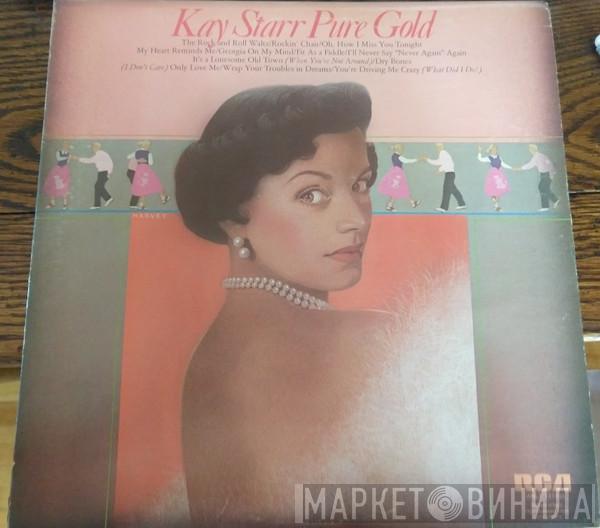 Kay Starr Pure Gold
The Rock and Roll Waltz/Rockin' Chair/Oh, How I Miss You Tonight
My Heart Reminds Me/Georgia On My Mind/Fit As a Fiddle/I'll Never Say "Never Again" Again
It's a Lonesome Old Town (When You're Not Around)/Dry Bones
(I Don't Care) Only Love Me/Wrap Your Troubles in Dreams/You're Driving Me Crazy (What Did I Do?)
HARVEY
RCA
МАРКЕТ ВИНИЛА